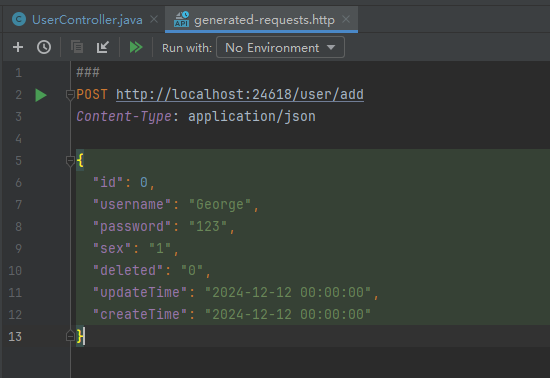 UserController.java
generated-requests.http
API
Run with: No Environment
1 ###
2 POST http://localhost:24618/user/add
3 Content-Type: application/json
4
5 {
6 "id": 0,
7 "username": "George",
8 "password": "123",
9 "sex": "1",
10 "deleted": "0",
11 "updateTime": "2024-12-12 00:00:00",
12 "createTime": "2024-12-12 00:00:00"
13 }